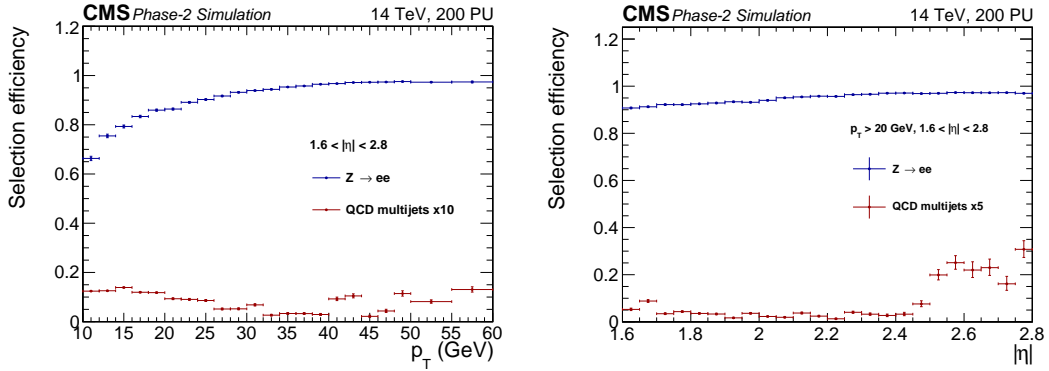 CMS Phase-2 Simulation 14 TeV, 200 PU
Selection efficiency
1.2
1
0.8
0.6
0.4
0.2
0
1.6 < |η| < 2.8
Z → ee
QCD multijets x10
10 15 20 25 30 35 40 45 50 55 60
p_T (GeV)
CMS Phase-2 Simulation 14 TeV, 200 PU
Selection efficiency
1.2
1
0.8
0.6
0.4
0.2
0
p_T > 20 GeV, 1.6 < |η| < 2.8
Z → ee
QCD multijets x5
1.6 1.8 2 2.2 2.4 2.6 2.8
|η|